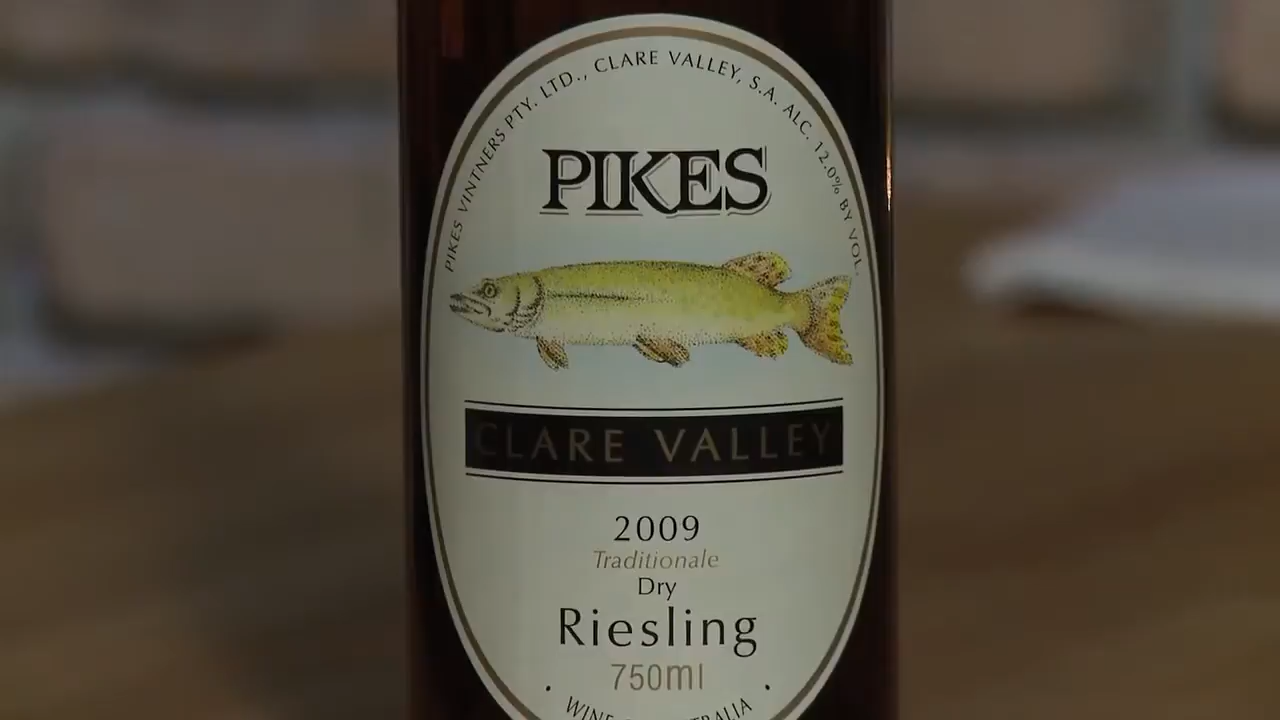 PIKES VINTNERS PTY. LTD., CLARE VALLEY, S.A. ALC. 12.0% BY VOL.
PIKES
CLARE VALLEY
2009
Traditionale
Dry
Riesling
750ml
WINE